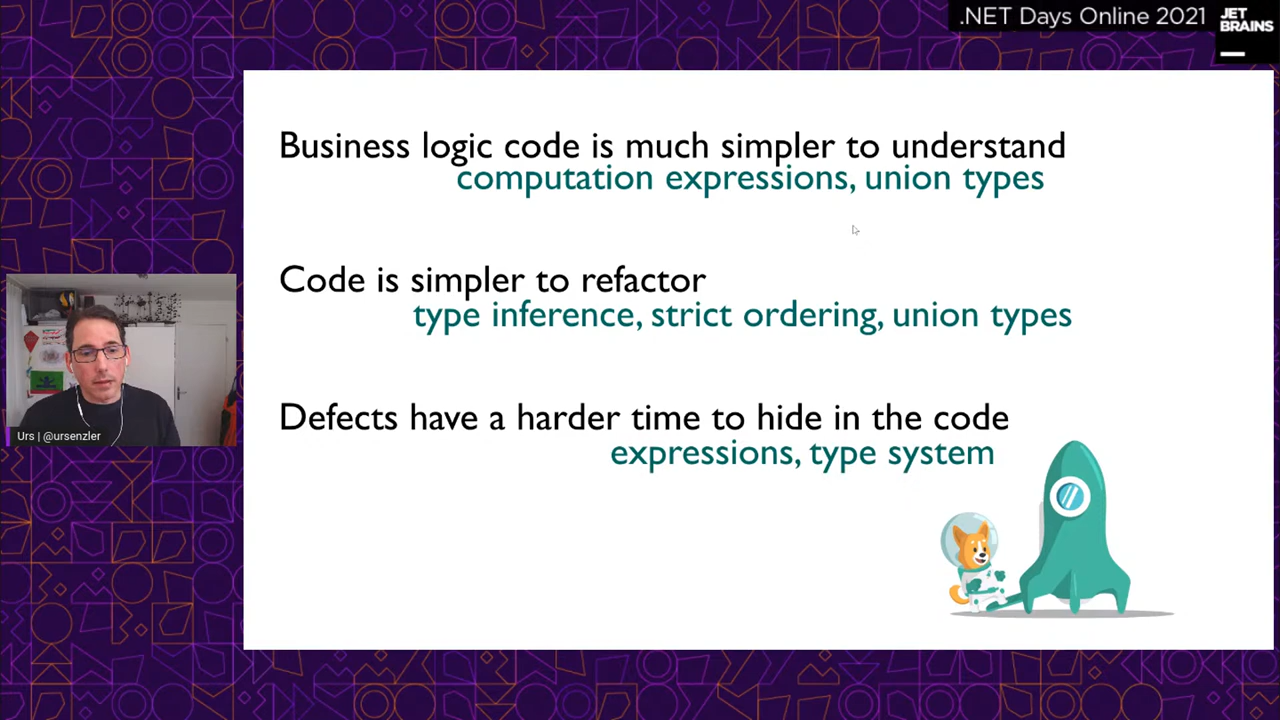 .NET Days Online 2021
JET
BRAINS
Business logic code is much simpler to understand
computation expressions, union types
Code is simpler to refactor
type inference, strict ordering, union types
Defects have a harder time to hide in the code
expressions, type system
Urs | @ursenzler